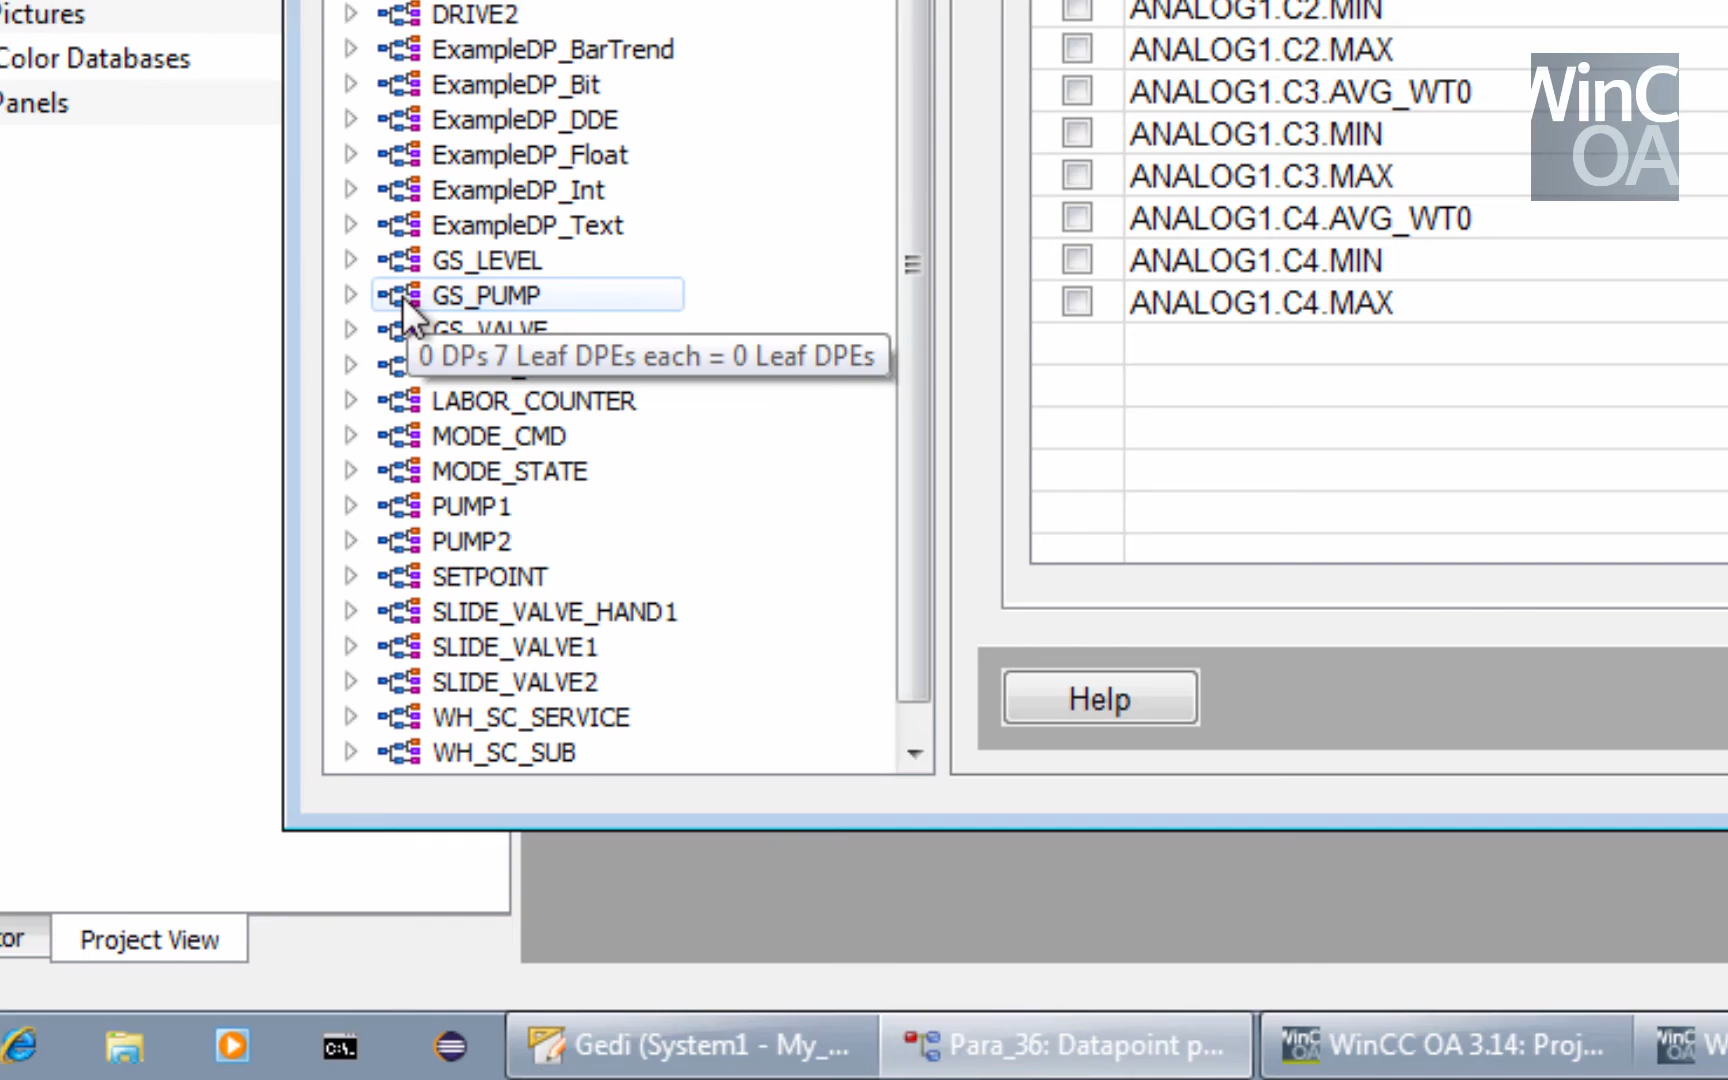 Pictures
Color Databases
Panels
DRIVE2
ExampleDP_BarTrend
ExampleDP_Bit
ExampleDP_DDE
ExampleDP_Float
ExampleDP_Int
ExampleDP_Text
GS_LEVEL
GS_PUMP
GS_VALVE
0 DPs 7 Leaf DPEs each = 0 Leaf DPEs
LABOR_COUNTER
MODE_CMD
MODE_STATE
PUMP1
PUMP2
SETPOINT
SLIDE_VALVE_HAND1
SLIDE_VALVE1
SLIDE_VALVE2
WH_SC_SERVICE
WH_SC_SUB
ANALOG1.C2.MIN
ANALOG1.C2.MAX
ANALOG1.C3.AVG_WT0
ANALOG1.C3.MIN
ANALOG1.C3.MAX
ANALOG1.C4.AVG_WT0
ANALOG1.C4.MIN
ANALOG1.C4.MAX
WinCC
OA
Help
tor
Project View
C:\.
Gedi (System1 - My_...
Para_36: Datapoint p...
WinCC OA 3.14: Proj...